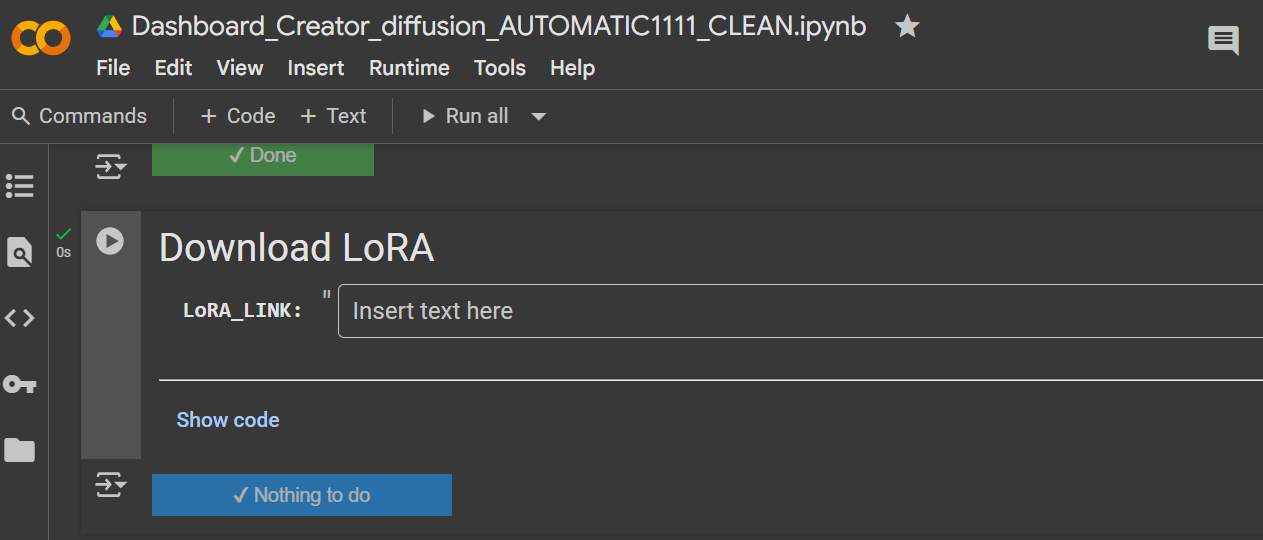 Dashboard_Creator_diffusion_AUTOMATIC1111_CLEAN.ipynb
File Edit View Insert Runtime Tools Help
Commands + Code + Text Run all
✓ Done
0s
Download LoRA
LoRA_LINK: " Insert text here
Show code
✓ Nothing to do